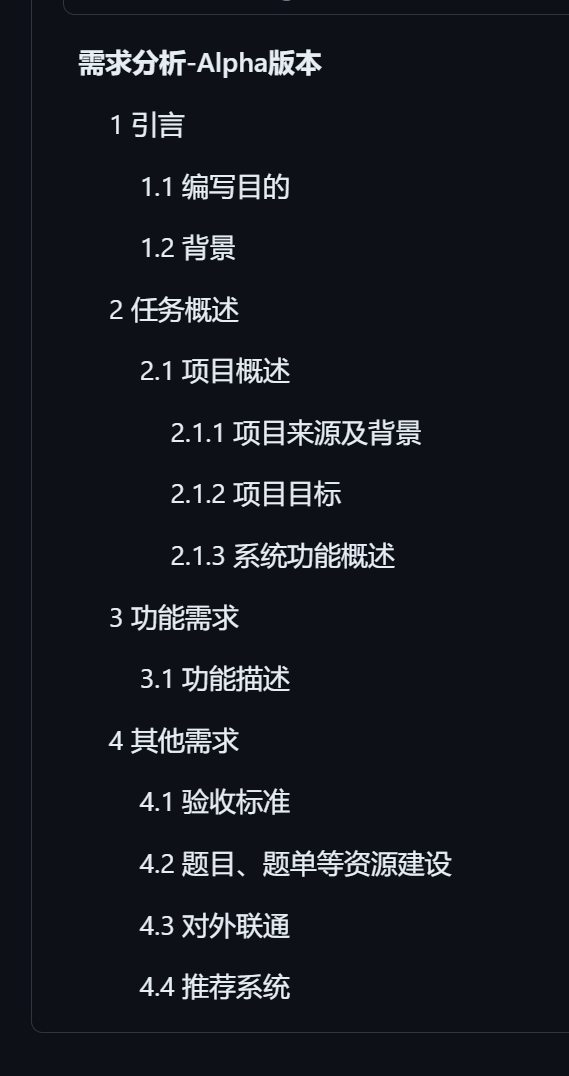 需求分析-Alpha版本
1 引言
1.1 编写目的
1.2 背景
2 任务概述
2.1 项目概述
2.1.1 项目来源及背景
2.1.2 项目目标
2.1.3 系统功能概述
3 功能需求
3.1 功能描述
4 其他需求
4.1 验收标准
4.2 题目、题单等资源建设
4.3 对外联通
4.4 推荐系统